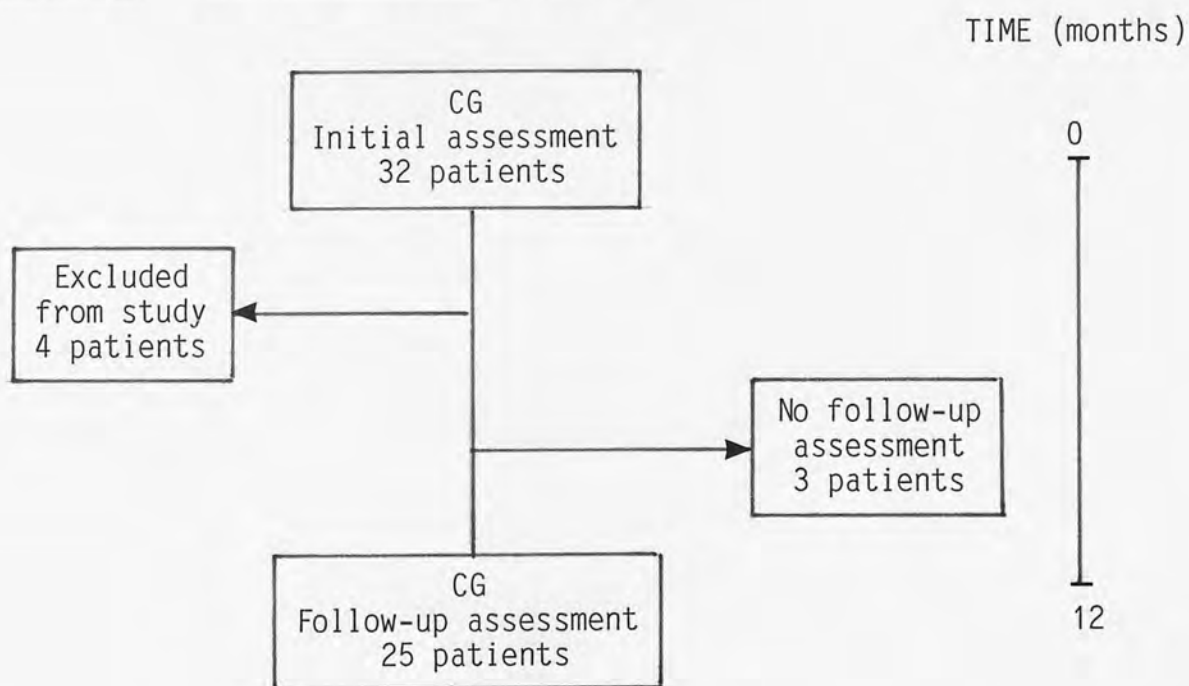 TIME (months)
CG
Initial assessment
32 patients
0
Excluded
from study
4 patients
No follow-up
assessment
3 patients
CG
Follow-up assessment
25 patients
12